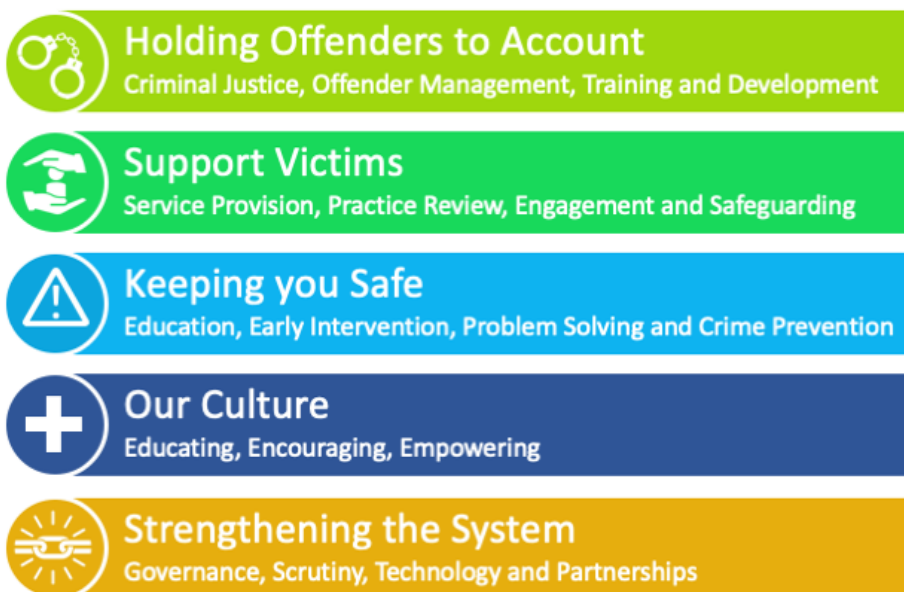 Holding Offenders to Account
Criminal Justice, Offender Management, Training and Development
Support Victims
Service Provision, Practice Review, Engagement and Safeguarding
Keeping you Safe
Education, Early Intervention, Problem Solving and Crime Prevention
Our Culture
Educating, Encouraging, Empowering
Strengthening the System
Governance, Scrutiny, Technology and Partnerships